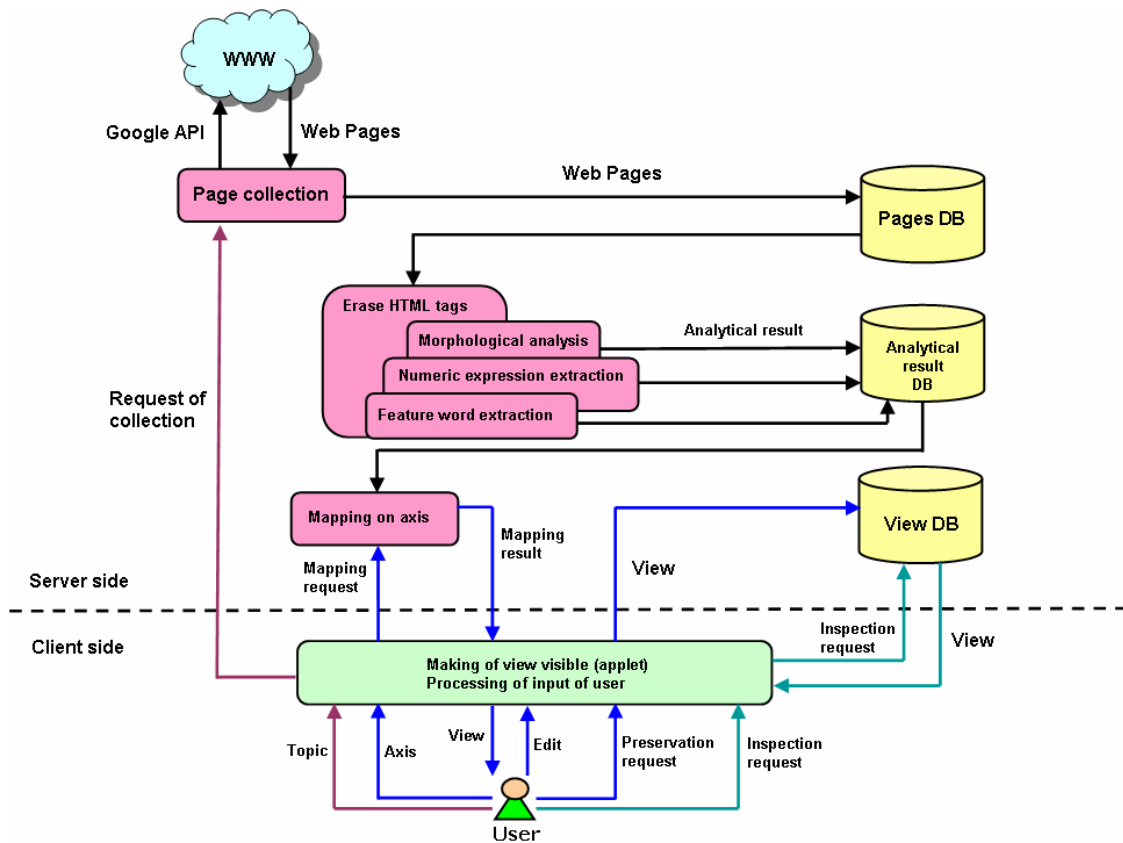 WWW
Google API
Web Pages
Page collection
Web Pages
Pages DB
Erase HTML tags
Morphological analysis
Numeric expression extraction
Feature word extraction
Analytical result
Analytical
result
DB
Request of
collection
Mapping on axis
Mapping
result
Mapping
request
View
View DB
Server side
Client side
Inspection
request
View
Making of view visible (applet)
Processing of input of user
Topic
Axis
View
Edit
Preservation
request
Inspection
request
User